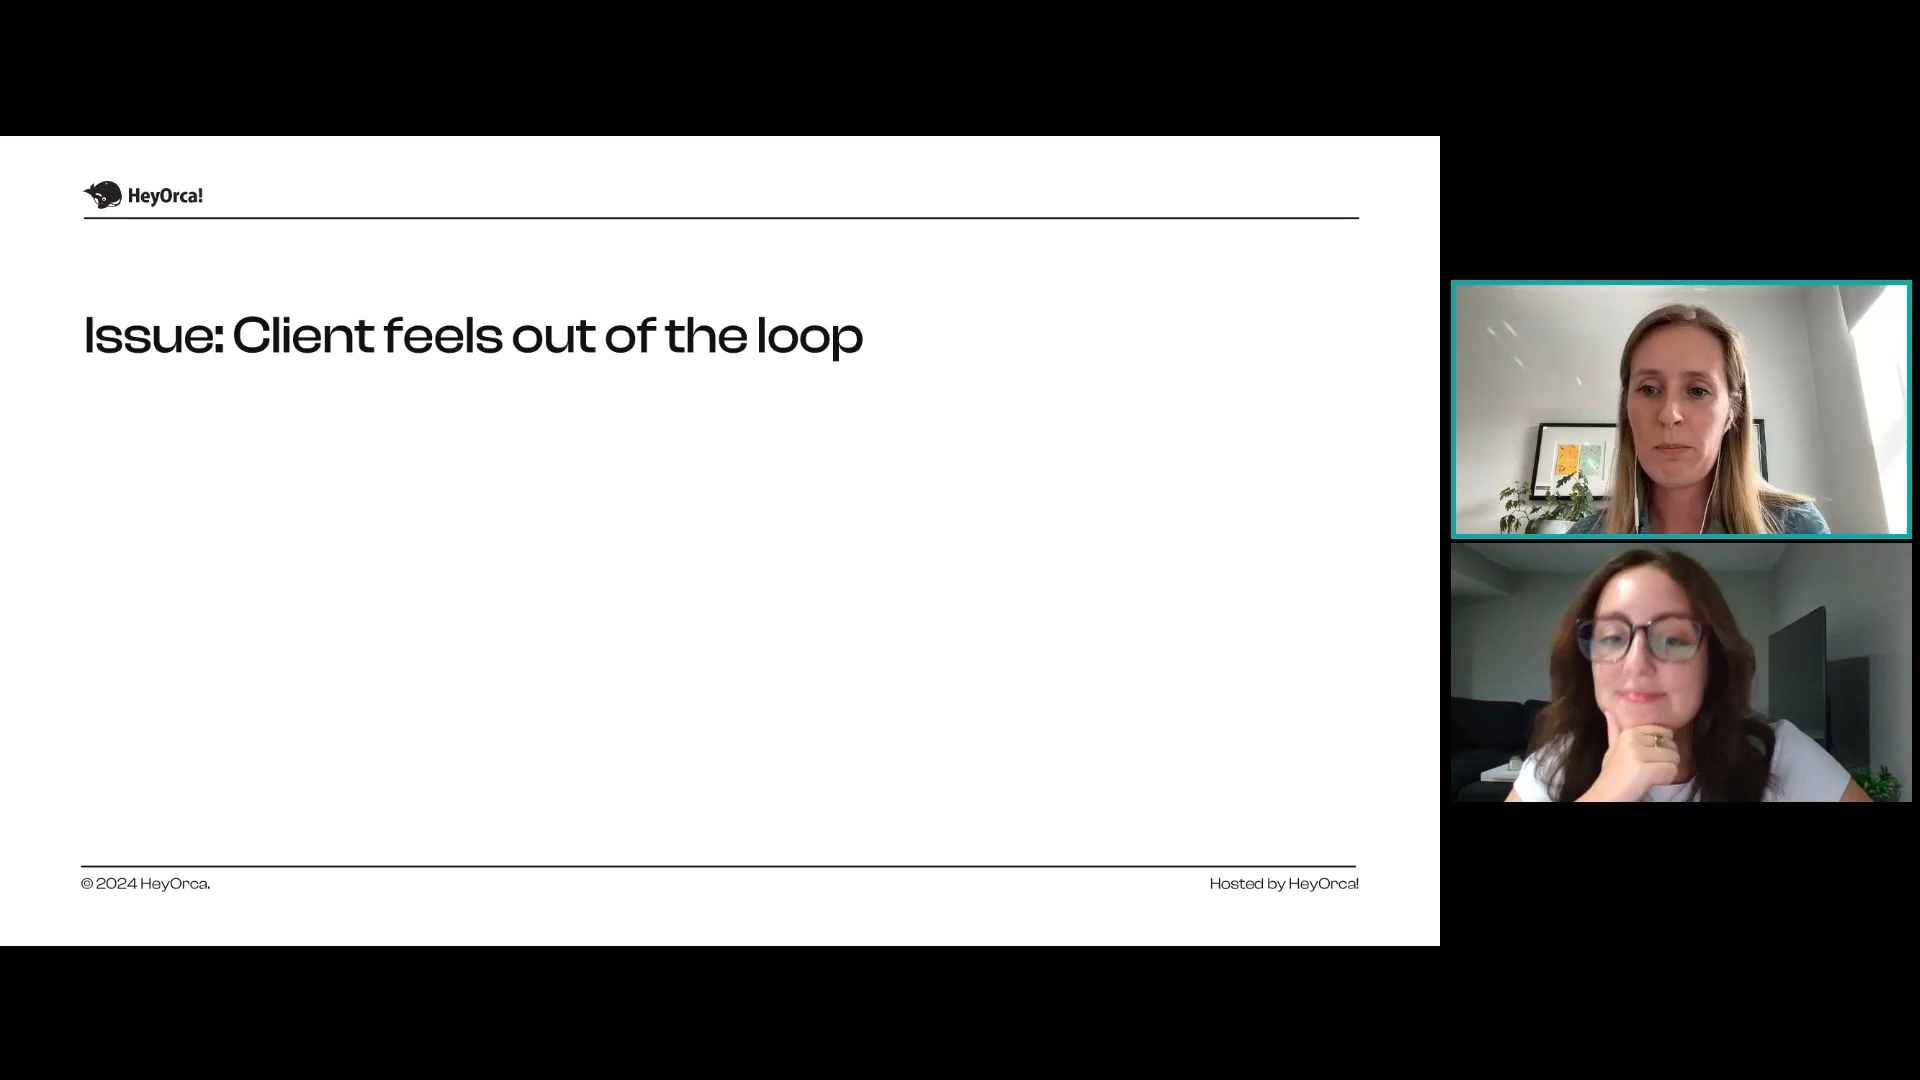 HeyOrca!
Issue: Client feels out of the loop
© 2024 HeyOrca.
Hosted by HeyOrca!